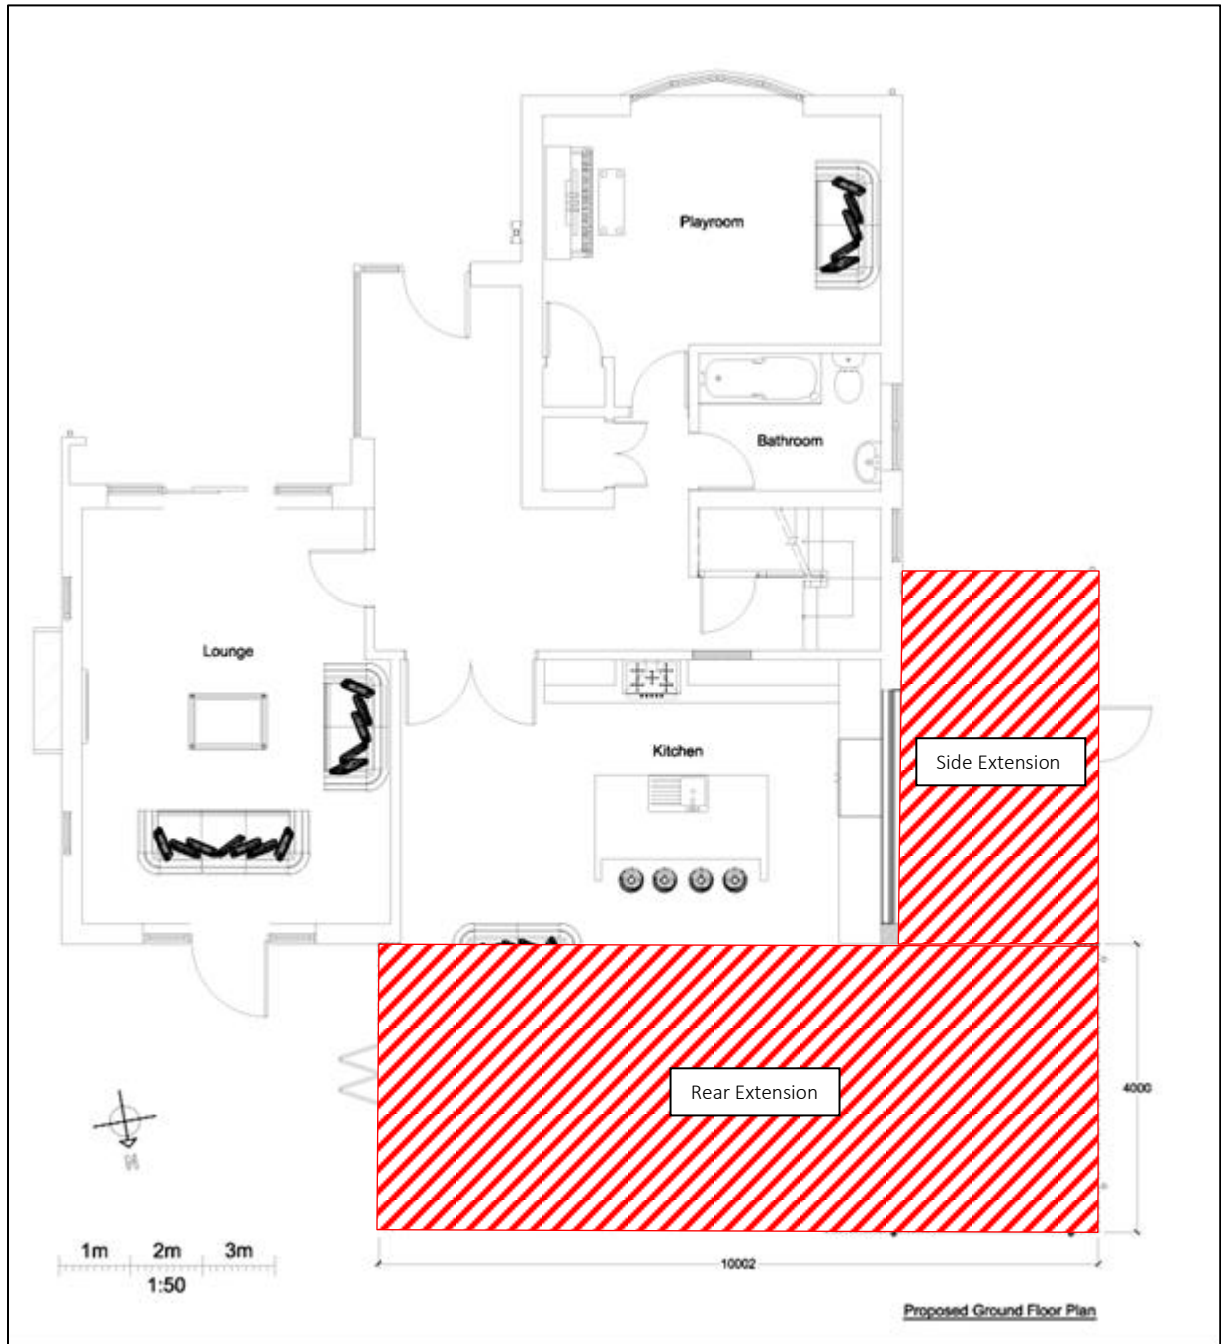 Playroom
Bathroom
Lounge
Kitchen
Side Extension
Rear Extension
4000
N
1m 2m 3m
1:50
10002
Proposed Ground Floor Plan